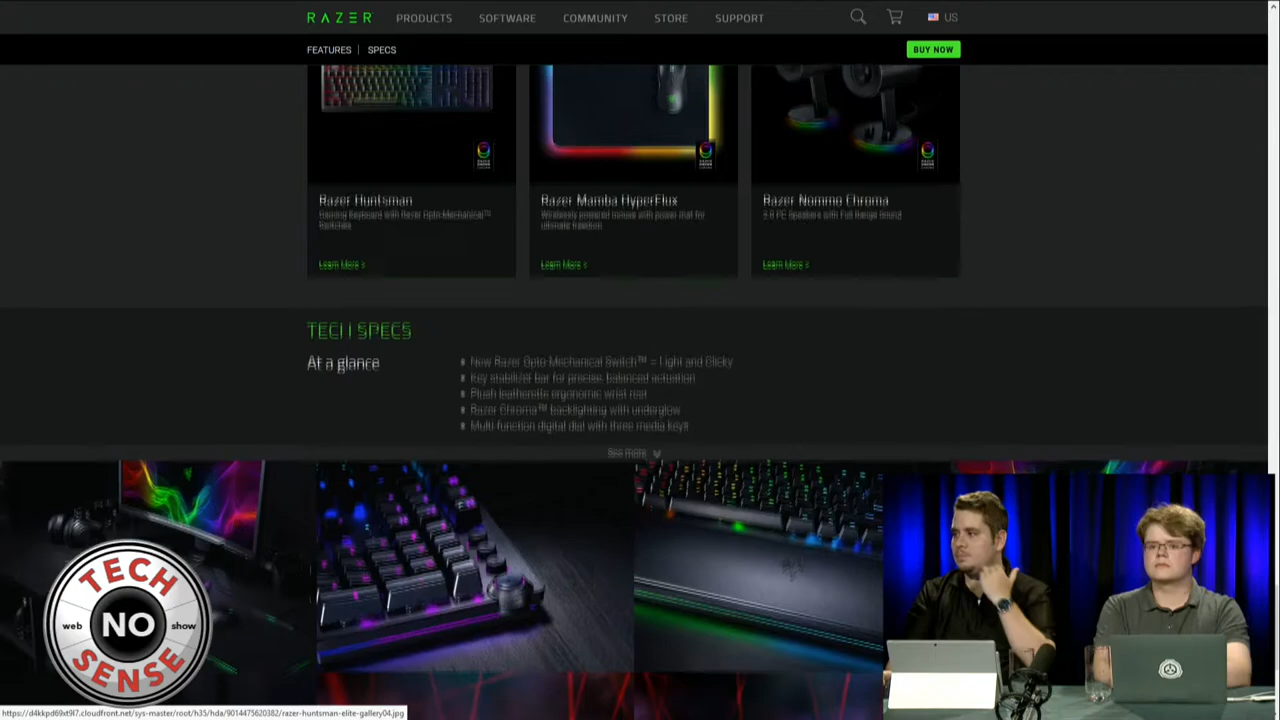 RAZER
PRODUCTS
SOFTWARE
COMMUNITY
STORE
SUPPORT
US
FEATURES
SPECS
BUY NOW
Razer Huntsman
Gaming Keyboard with Razer Opto-Mechanical™
Switches
Learn More >
Razer Mamba HyperFlux
Wirelessly powered mouse with power mat for
ultimate freedom
Learn More >
Razer Nommo Chroma
2.0 PC Speakers with Full Range Sound
Learn More >
TECH SPECS
At a glance
New Razer Opto-Mechanical Switch™ = Light and Clicky
Key stabilizer bar for precise balanced actuation
Plush leatherette ergonomic wrist rest
Razer Chroma™ backlighting with underglow
Multi-function digital dial with three media keys
See more
TECH
web NO show
SENSE
https://d4kkpd69xt9l7.cloudfront.net/sys-master/root/h35/hda/9014475620382/razer-huntsman-elite-gallery04.jpg